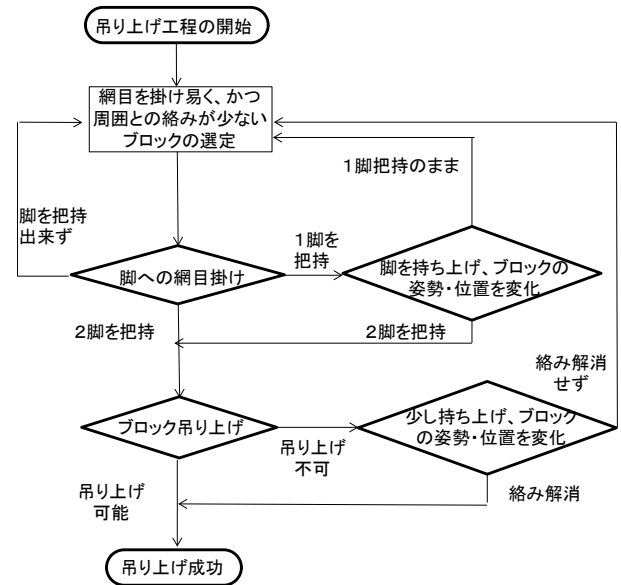 吊り上げ工程の開始
網目を掛け易く、かつ
周囲との絡みが少ない
ブロックの選定
1脚把持のまま
脚を把持
出来ず
1脚を
把持
脚への網目掛け
脚を持ち上げ、ブロックの
姿勢・位置を変化
2脚を把持
2脚を把持
絡み解消
せず
ブロック吊り上げ
少し持ち上げ、ブロック
の姿勢・位置を変化
吊り上げ
不可
吊り上げ
可能
絡み解消
吊り上げ成功